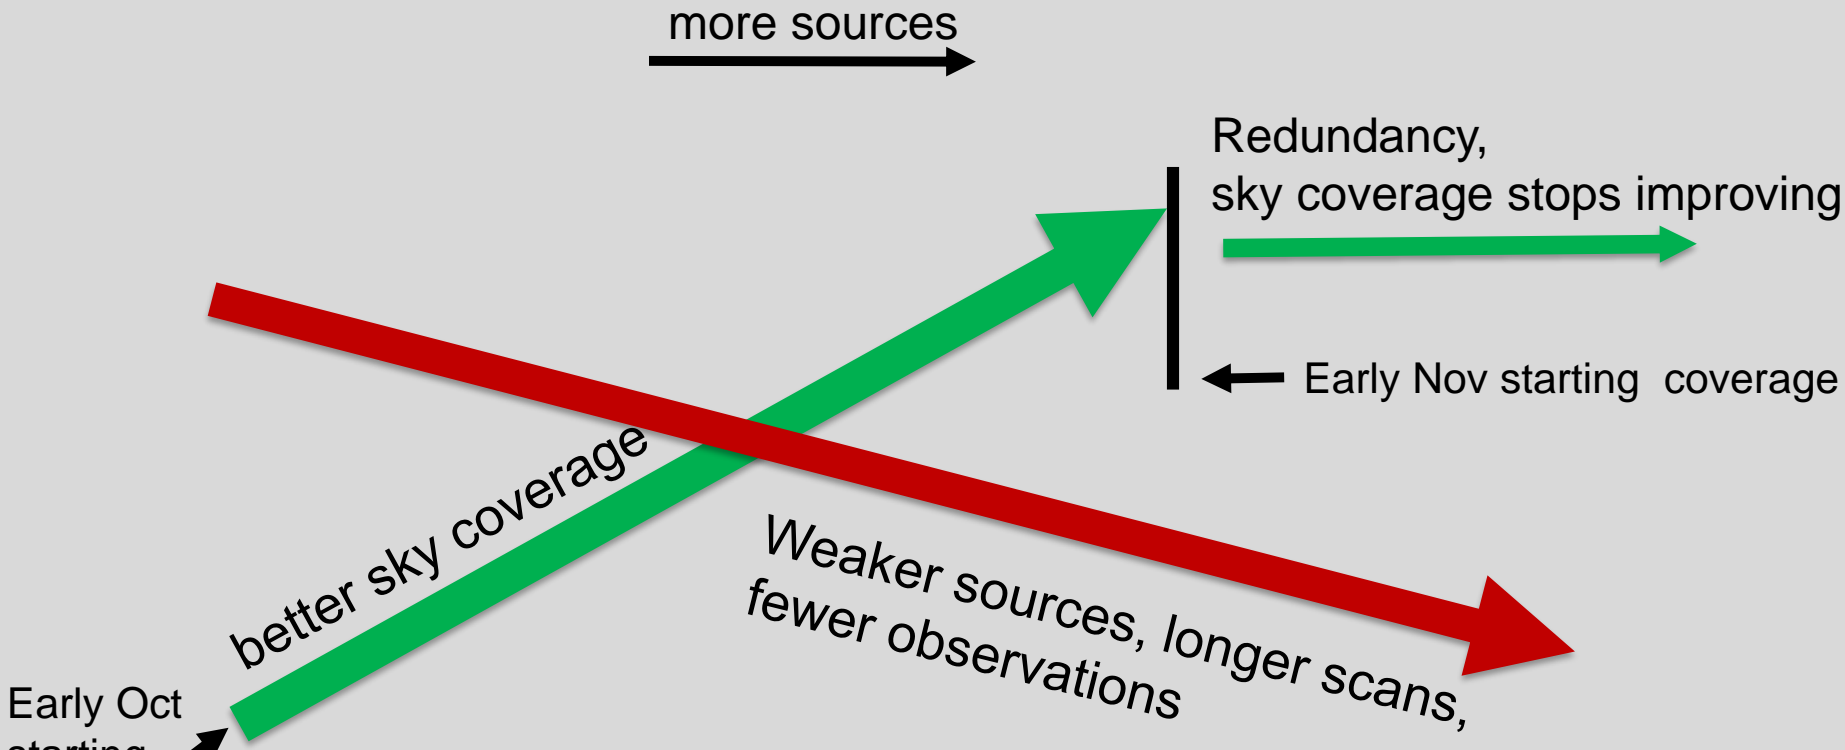 more sources
Redundancy,
sky coverage stops improving
Early Nov starting coverage
better sky coverage
Weaker sources, longer scans,
fewer observations
Early Oct
starting